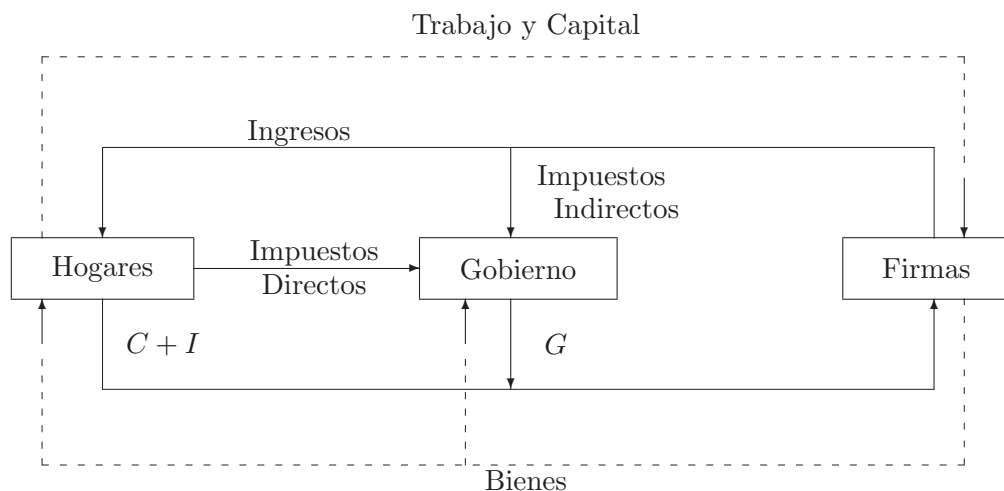 Trabajo y Capital
Ingresos
Impuestos
Indirectos
Hogares
Impuestos
Directos
Gobierno
Firmas
C + I
G
Bienes